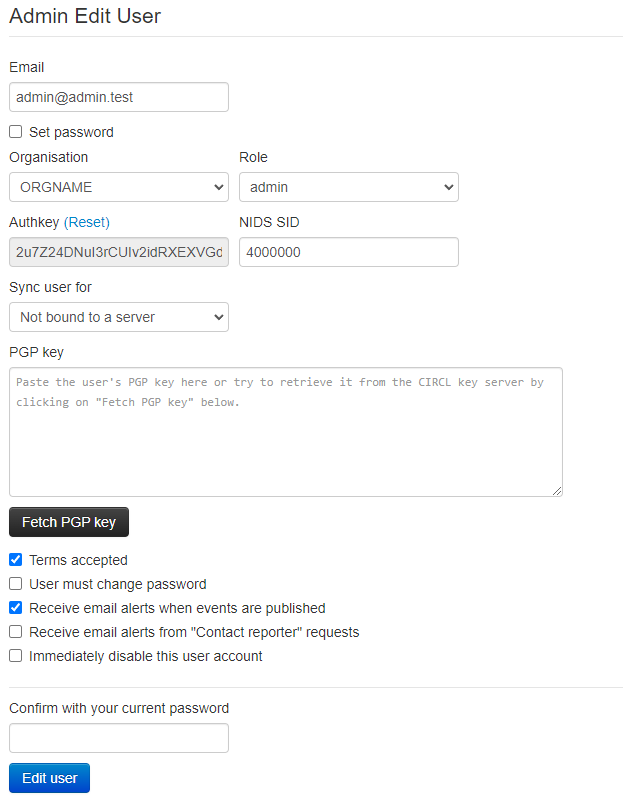 Admin Edit User
Email
admin@admin.test
Set password
Organisation Role
ORGNAME admin
Authkey (Reset) NIDS SID
2u7Z24DNuI3rCUIv2idRXEXVGd 4000000
Sync user for
Not bound to a server
PGP key
Paste the user's PGP key here or try to retrieve it from the CIRCL key server by
clicking on "Fetch PGP key" below.
Fetch PGP key
Terms accepted
User must change password
Receive email alerts when events are published
Receive email alerts from "Contact reporter" requests
Immediately disable this user account
Confirm with your current password
Edit user